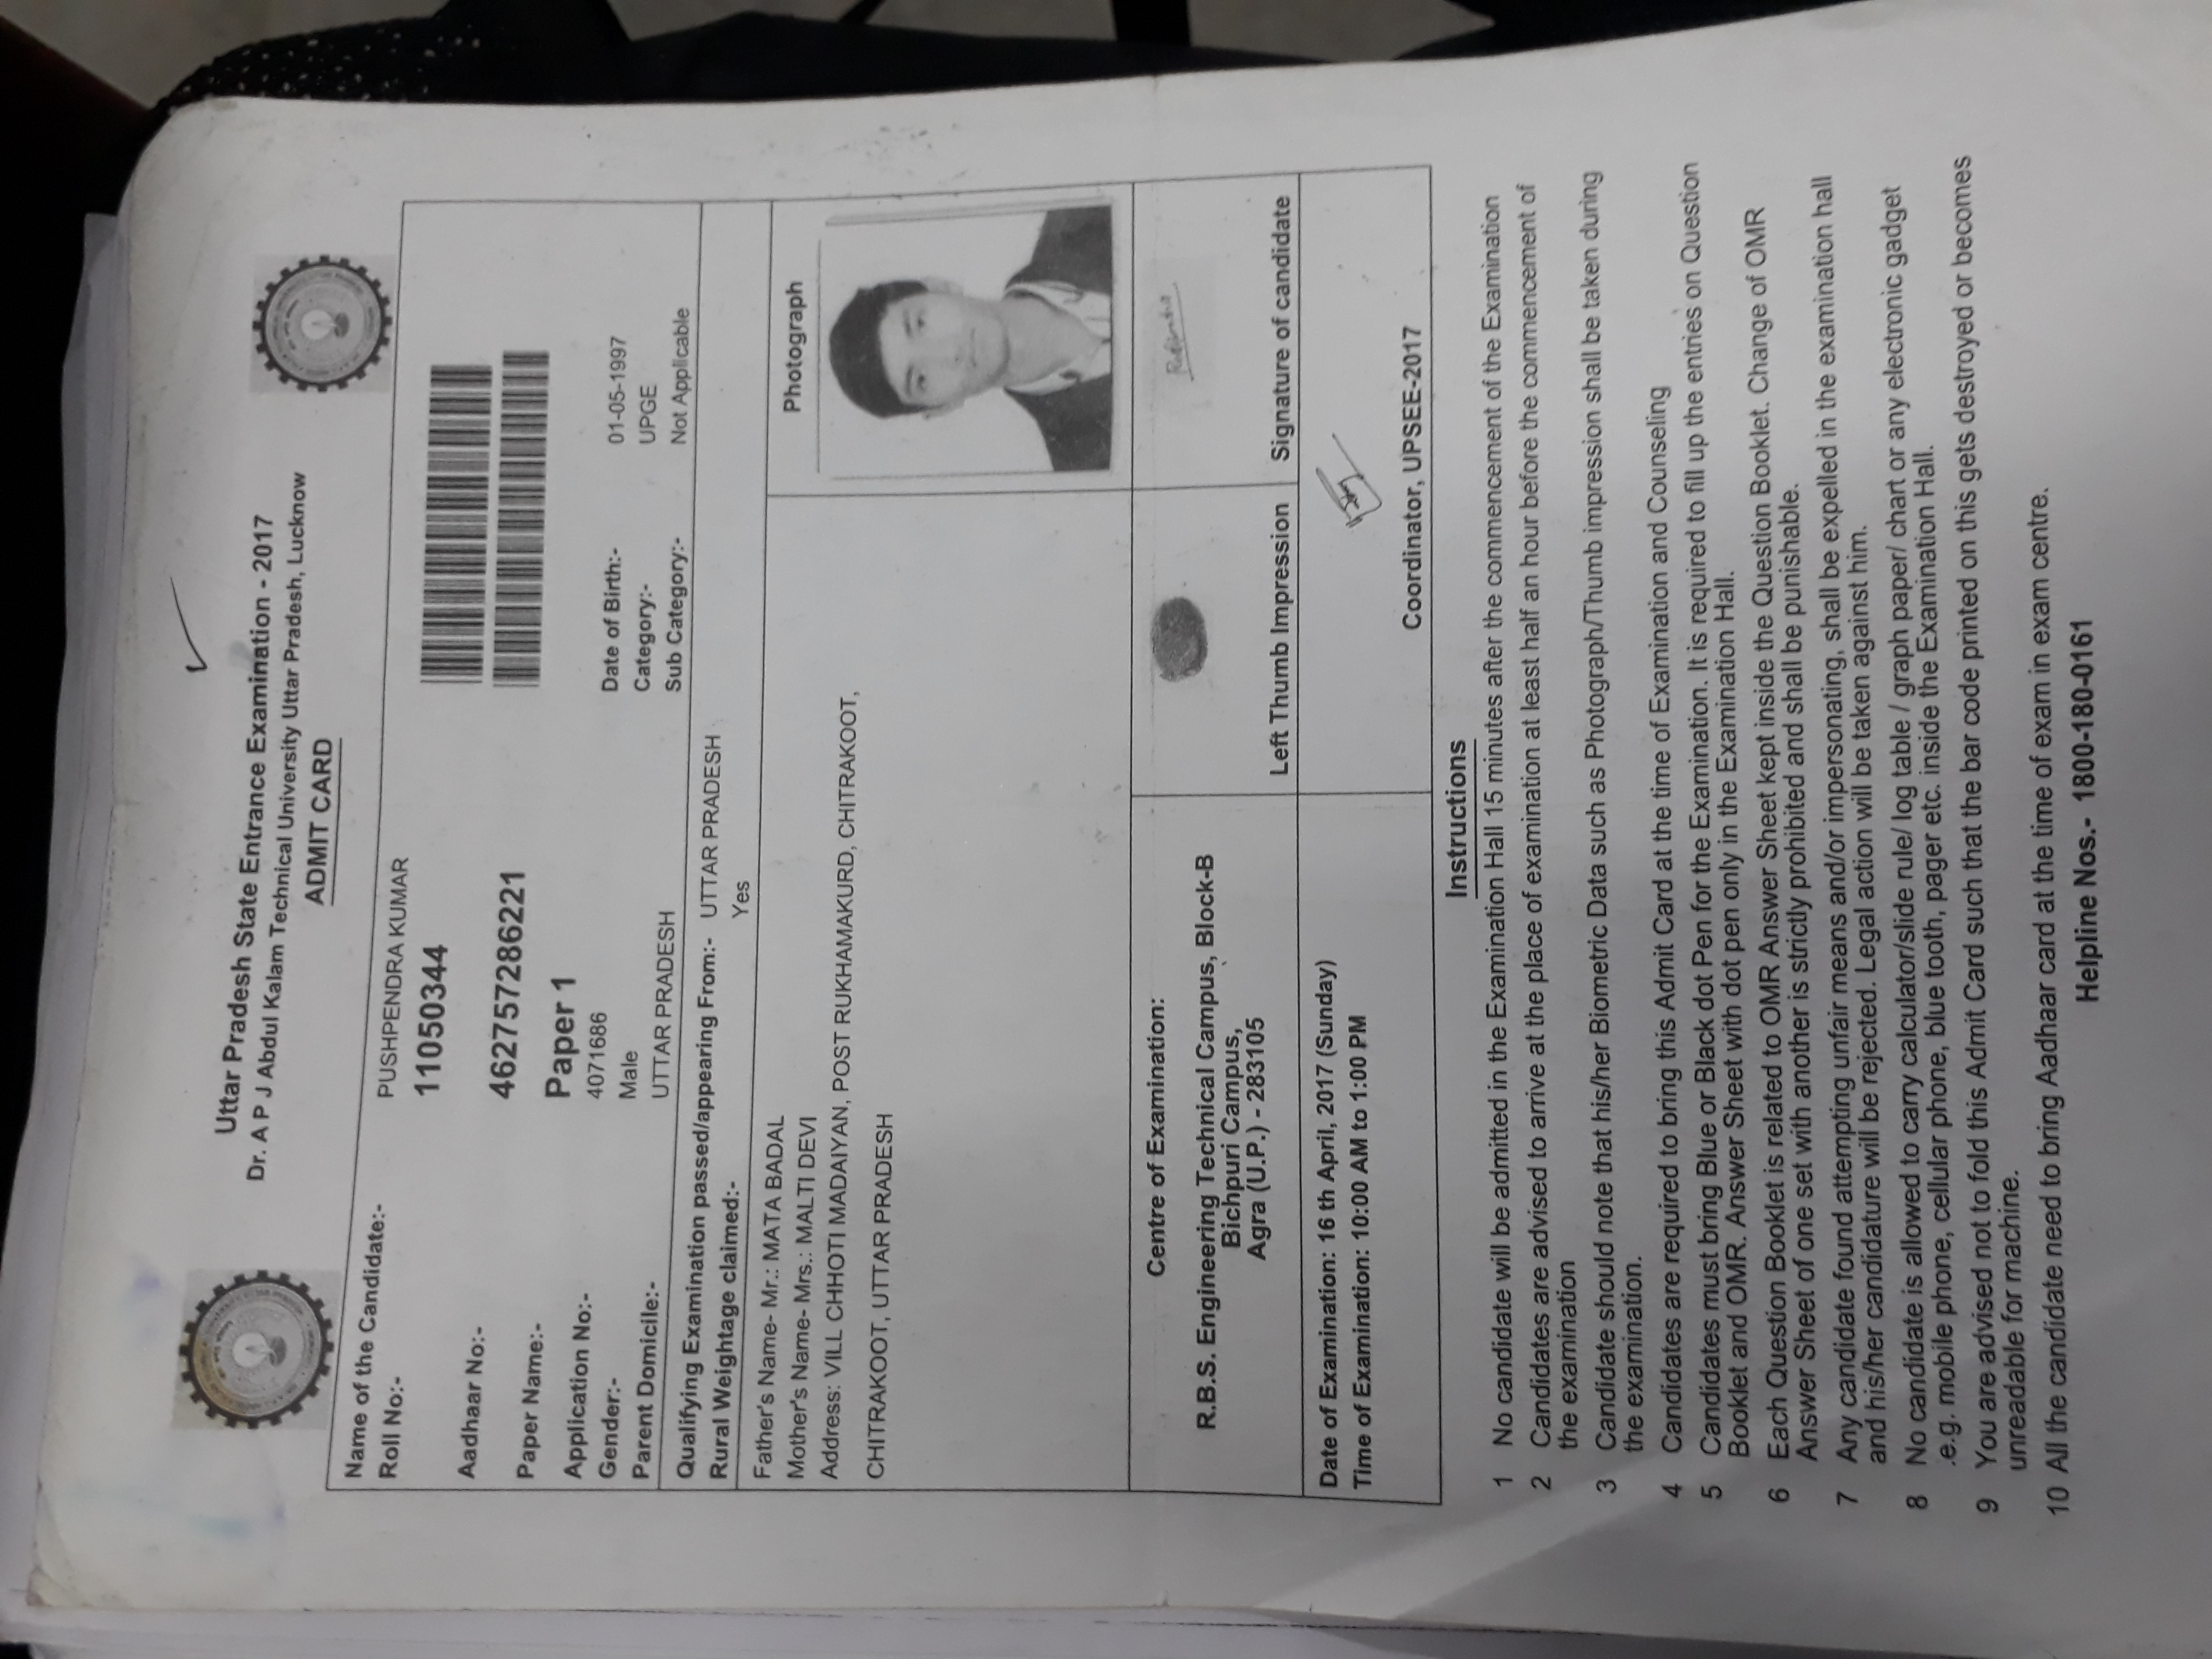 Uttar Pradesh State Entrance Examination - 2017
Dr. A P J Abdul Kalam Technical University Uttar Pradesh, Lucknow
ADMIT CARD
Name of the Candidate:- PUSHPENDRA KUMAR
Roll No:- 11050344
Aadhaar No:- 462757286221
Paper Name:- Paper 1
Application No:- 4071686
Gender:- Male Date of Birth:- 01-05-1997
Parent Domicile:- UTTAR PRADESH Category:- UPGE
Sub Category:- Not Applicable
Qualifying Examination passed/appearing From:- UTTAR PRADESH
Rural Weightage claimed:- Yes
Father's Name- Mr.: MATA BADAL
Mother's Name- Mrs.: MALTI DEVI
Address: VILL CHHOTI MADAIYAN, POST RUKHAMAKURD, CHITRAKOOT,
CHITRAKOOT, UTTAR PRADESH
Photograph
Centre of Examination:
R.B.S. Engineering Technical Campus, Block-B
Bichpuri Campus,
Agra (U.P.) - 283105
Left Thumb Impression
Signature of candidate
Date of Examination: 16 th April, 2017 (Sunday)
Time of Examination: 10:00 AM to 1:00 PM
Coordinator, UPSEE-2017
Instructions
1 No candidate will be admitted in the Examination Hall 15 minutes after the commencement of the Examination
2 Candidates are advised to arrive at the place of examination at least half an hour before the commencement of
the examination
3 Candidate should note that his/her Biometric Data such as Photograph/Thumb impression shall be taken during
the examination.
4 Candidates are required to bring this Admit Card at the time of Examination and Counseling
5 Candidates must bring Blue or Black dot Pen for the Examination. It is required to fill up the entries on Question
Booklet and OMR. Answer Sheet with dot pen only in the Examination Hall.
6 Each Question Booklet is related to OMR Answer Sheet kept inside the Question Booklet. Change of OMR
Answer Sheet of one set with another is strictly prohibited and shall be punishable.
7 Any candidate found attempting unfair means and/or impersonating, shall be expelled in the examination hall
and his/her candidature will be rejected. Legal action will be taken against him.
8 No candidate is allowed to carry calculator/slide rule/ log table / graph paper/ chart or any electronic gadget
.e.g. mobile phone, cellular phone, blue tooth, pager etc. inside the Examination Hall.
9 You are advised not to fold this Admit Card such that the bar code printed on this gets destroyed or becomes
unreadable for machine.
10 All the candidate need to bring Aadhaar card at the time of exam in exam centre.
Helpline Nos.- 1800-180-0161